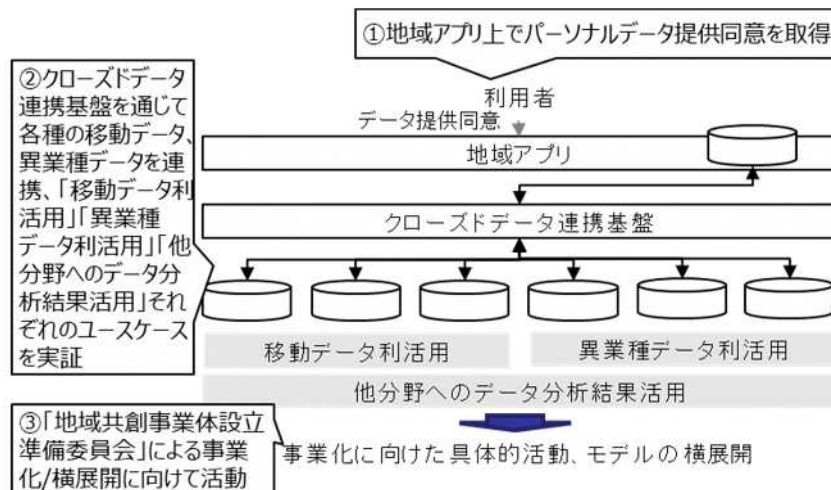 ①地域アプリ上でパーソナルデータ提供同意を取得
②クローズドデータ
連携基盤を通じて
各種の移動データ、
異業種データを連
携、「移動データ利
活用」「異業種
データ利活用」「他
分野へのデータ分
析結果活用」それ
ぞれのユースケース
を実証
利用者
データ提供同意
地域アプリ
クローズドデータ連携基盤
移動データ利活用
異業種データ利活用
他分野へのデータ分析結果活用
③「地域共創事業体設立
準備委員会」による事業
化/横展開に向けて活動
事業化に向けた具体的活動、モデルの横展開